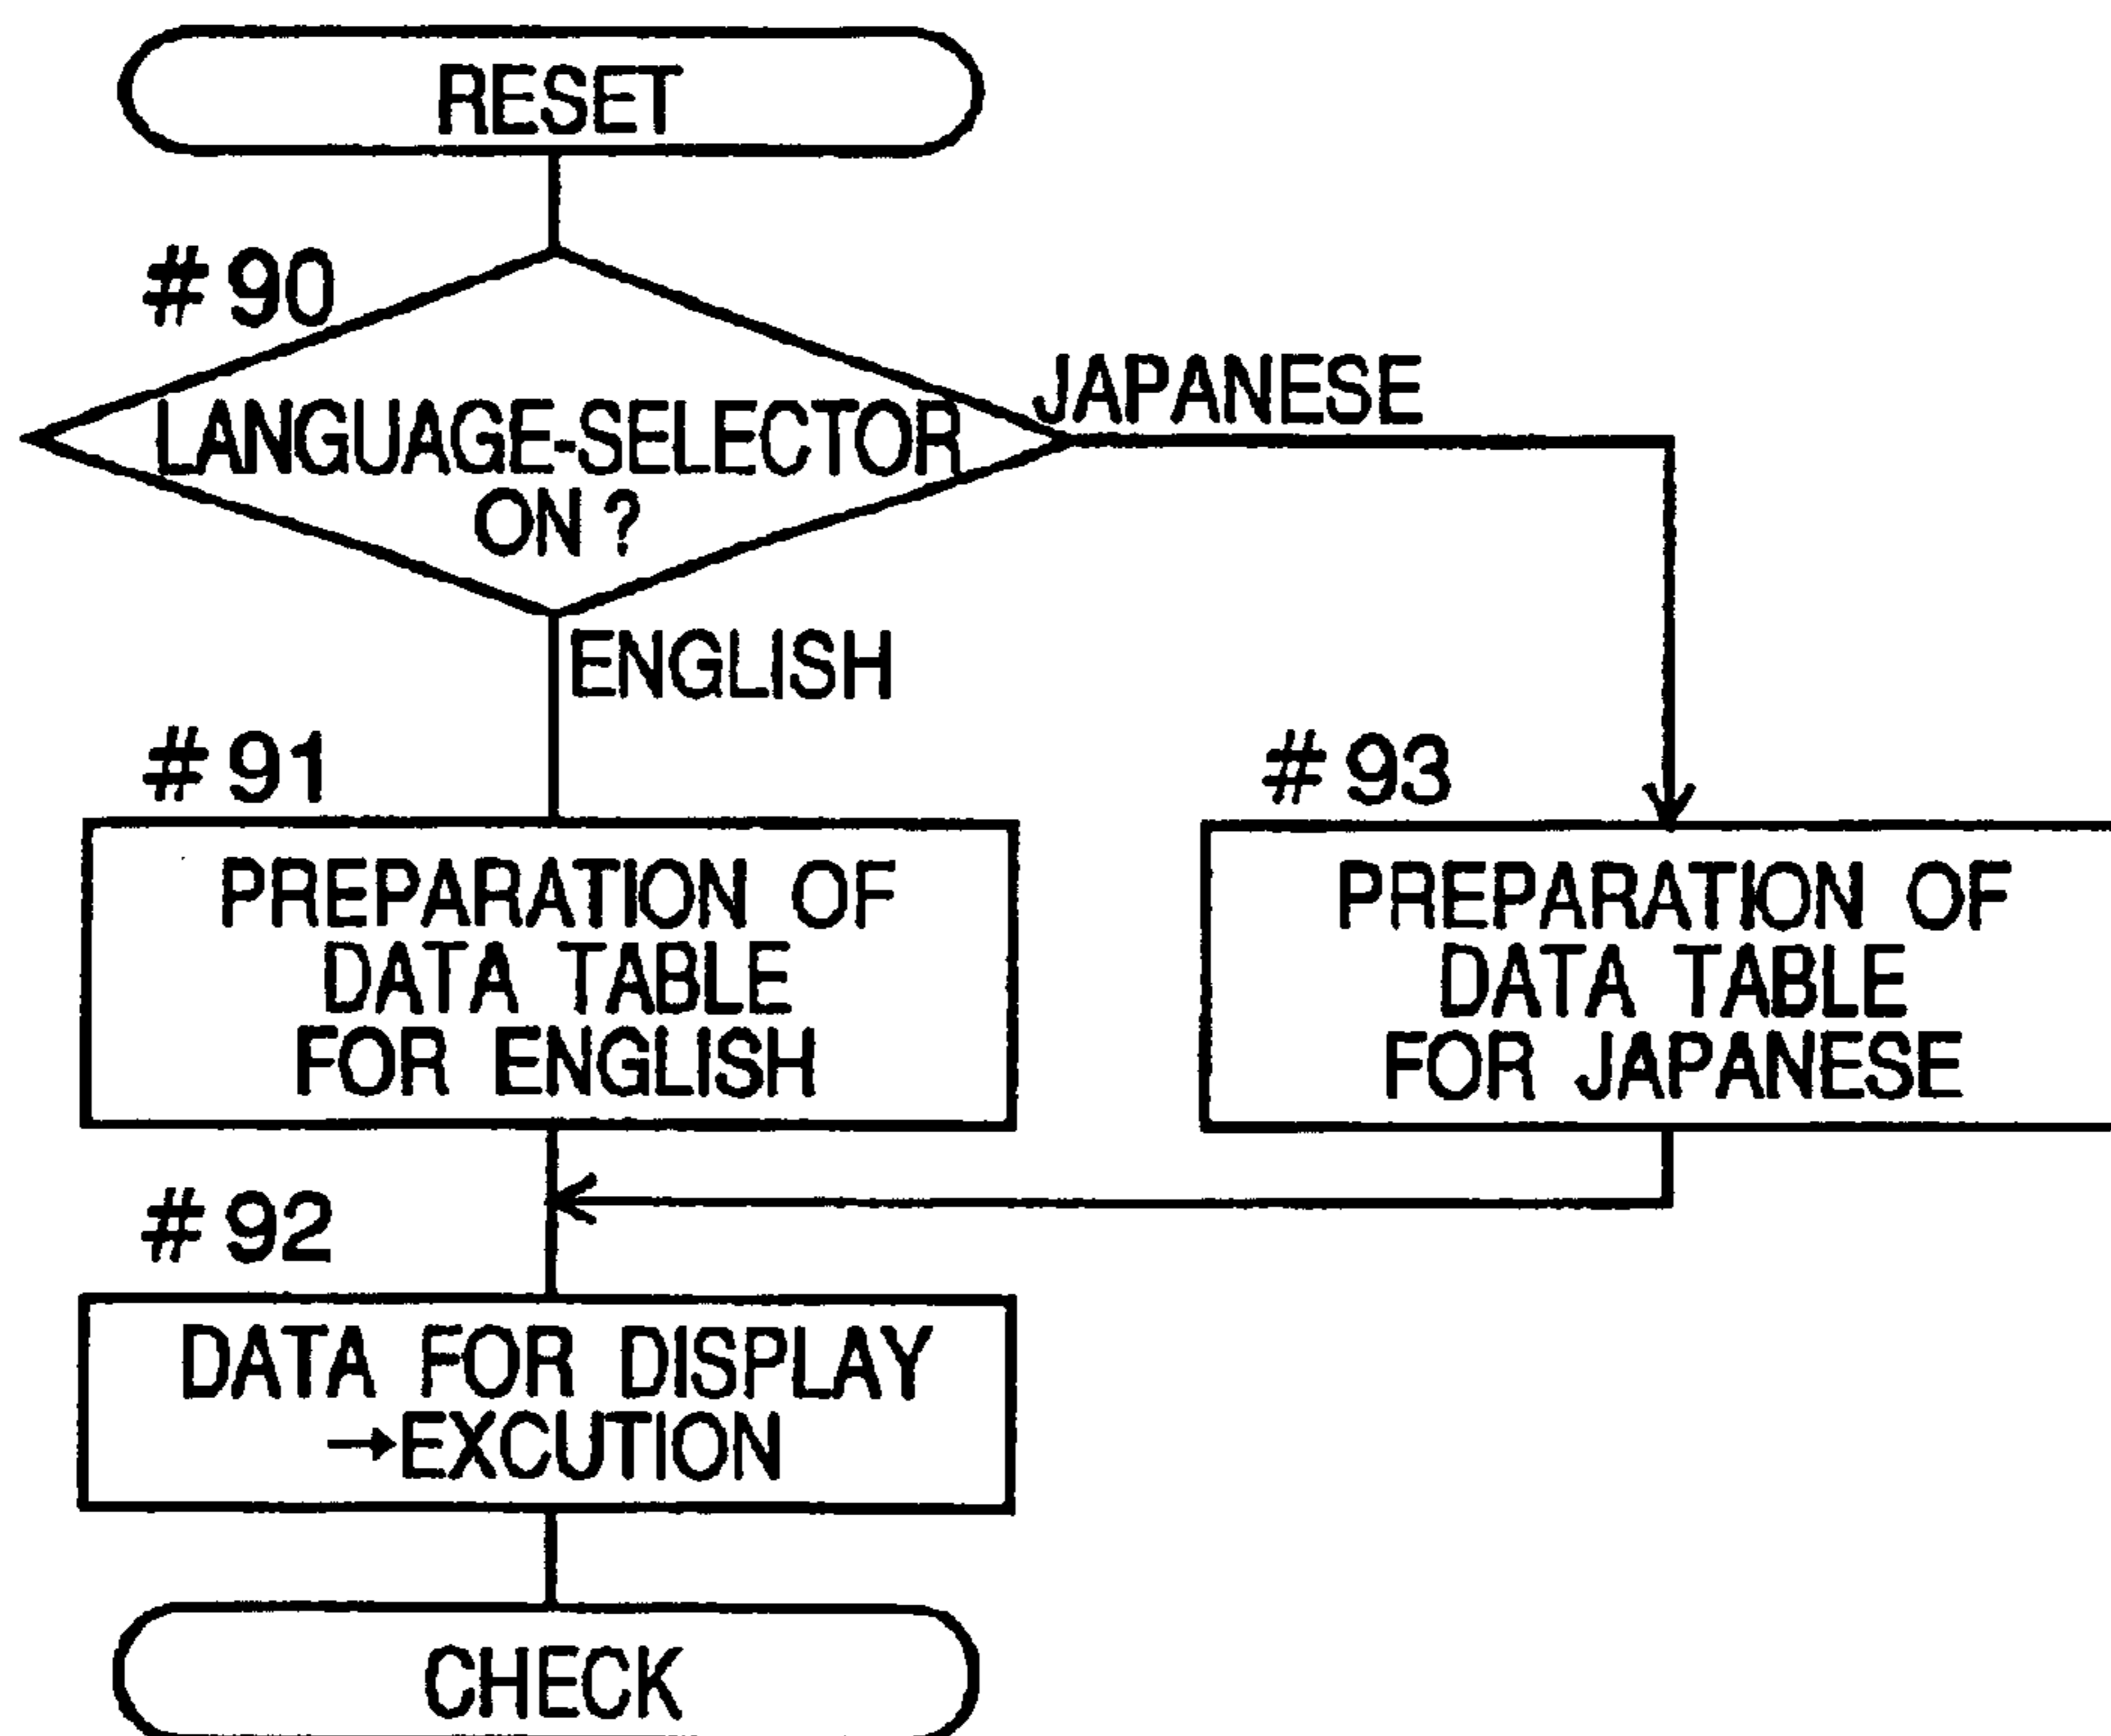 RESET
#90
LANGUAGE-SELECTOR
ON?
JAPANESE
ENGLISH
#91
PREPARATION OF
DATA TABLE
FOR ENGLISH
#93
PREPARATION OF
DATA TABLE
FOR JAPANESE
#92
DATA FOR DISPLAY
→EXCUTION
CHECK